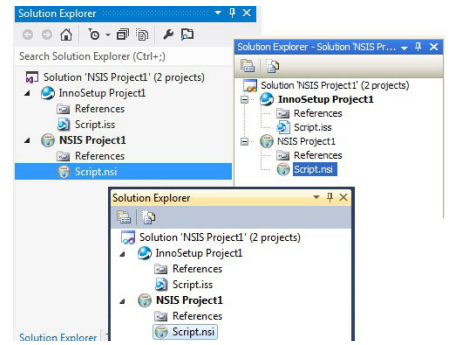 Solution Explorer
Search Solution Explorer (Ctrl+;)
Solution 'NSIS Project1' (2 projects)
InnoSetup Project1
References
Script.iss
NSIS Project1
References
Script.nsi
Solution Explorer
Solution Explorer - Solution 'NSIS Pr...
Solution 'NSIS Project1' (2 projects)
InnoSetup Project1
References
Script.iss
NSIS Project1
References
Script.nsi
Solution Explorer
Solution 'NSIS Project1' (2 projects)
InnoSetup Project1
References
Script.iss
NSIS Project1
References
Script.nsi